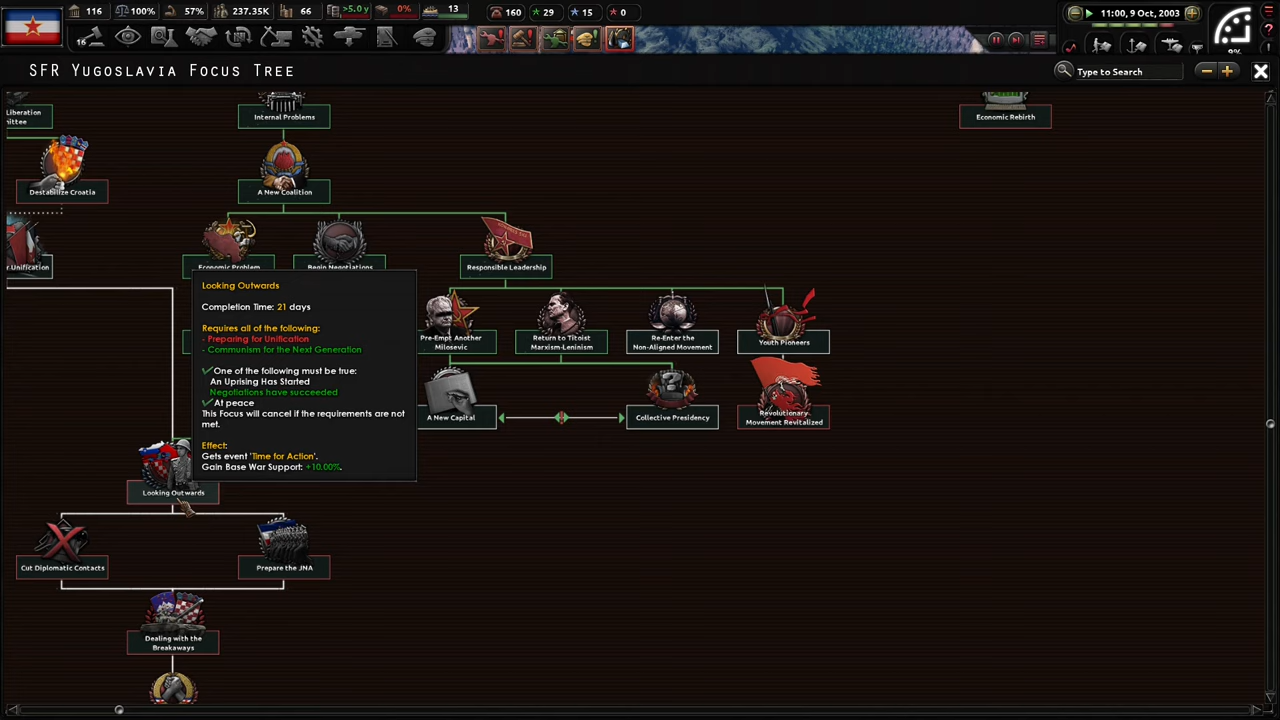 116
100%
57%
237.35K
66
>5.0 y
0%
13
160
29
15
0
11:00, 9 Oct, 2003
16
9%
SFR Yugoslavia Focus Tree
Type to Search
Liberation
Internal Problems
Economic Rebirth
Destabilize Croatia
A New Coalition
Unification
Economic Problem
Begin Negotiations
Responsible Leadership
Looking Outwards
Completion Time: 21 days
Requires all of the following:
- Preparing for Unification
- Communism for the Next Generation
One of the following must be true:
An Uprising Has Started
Negotiations have succeeded
At peace
This Focus will cancel if the requirements are not
met.
Effect:
Gets event 'Time for Action'.
Gain Base War Support: +10.00%.
Pre-Empt Another
Milosevic
Return to Titoist
Marxism-Leninism
Re-Enter the
Non-Aligned Movement
Youth Pioneers
A New Capital
Collective Presidency
Revolutionary
Movement Revitalized
Looking Outwards
Cut Diplomatic Contacts
Prepare the JNA
Dealing with the
Breakaways